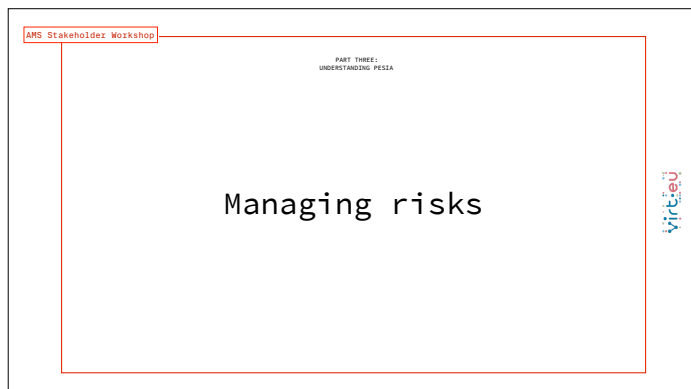 AMS Stakeholder Workshop
PART THREE:
UNDERSTANDING PESIA
Managing risks
virt·eu